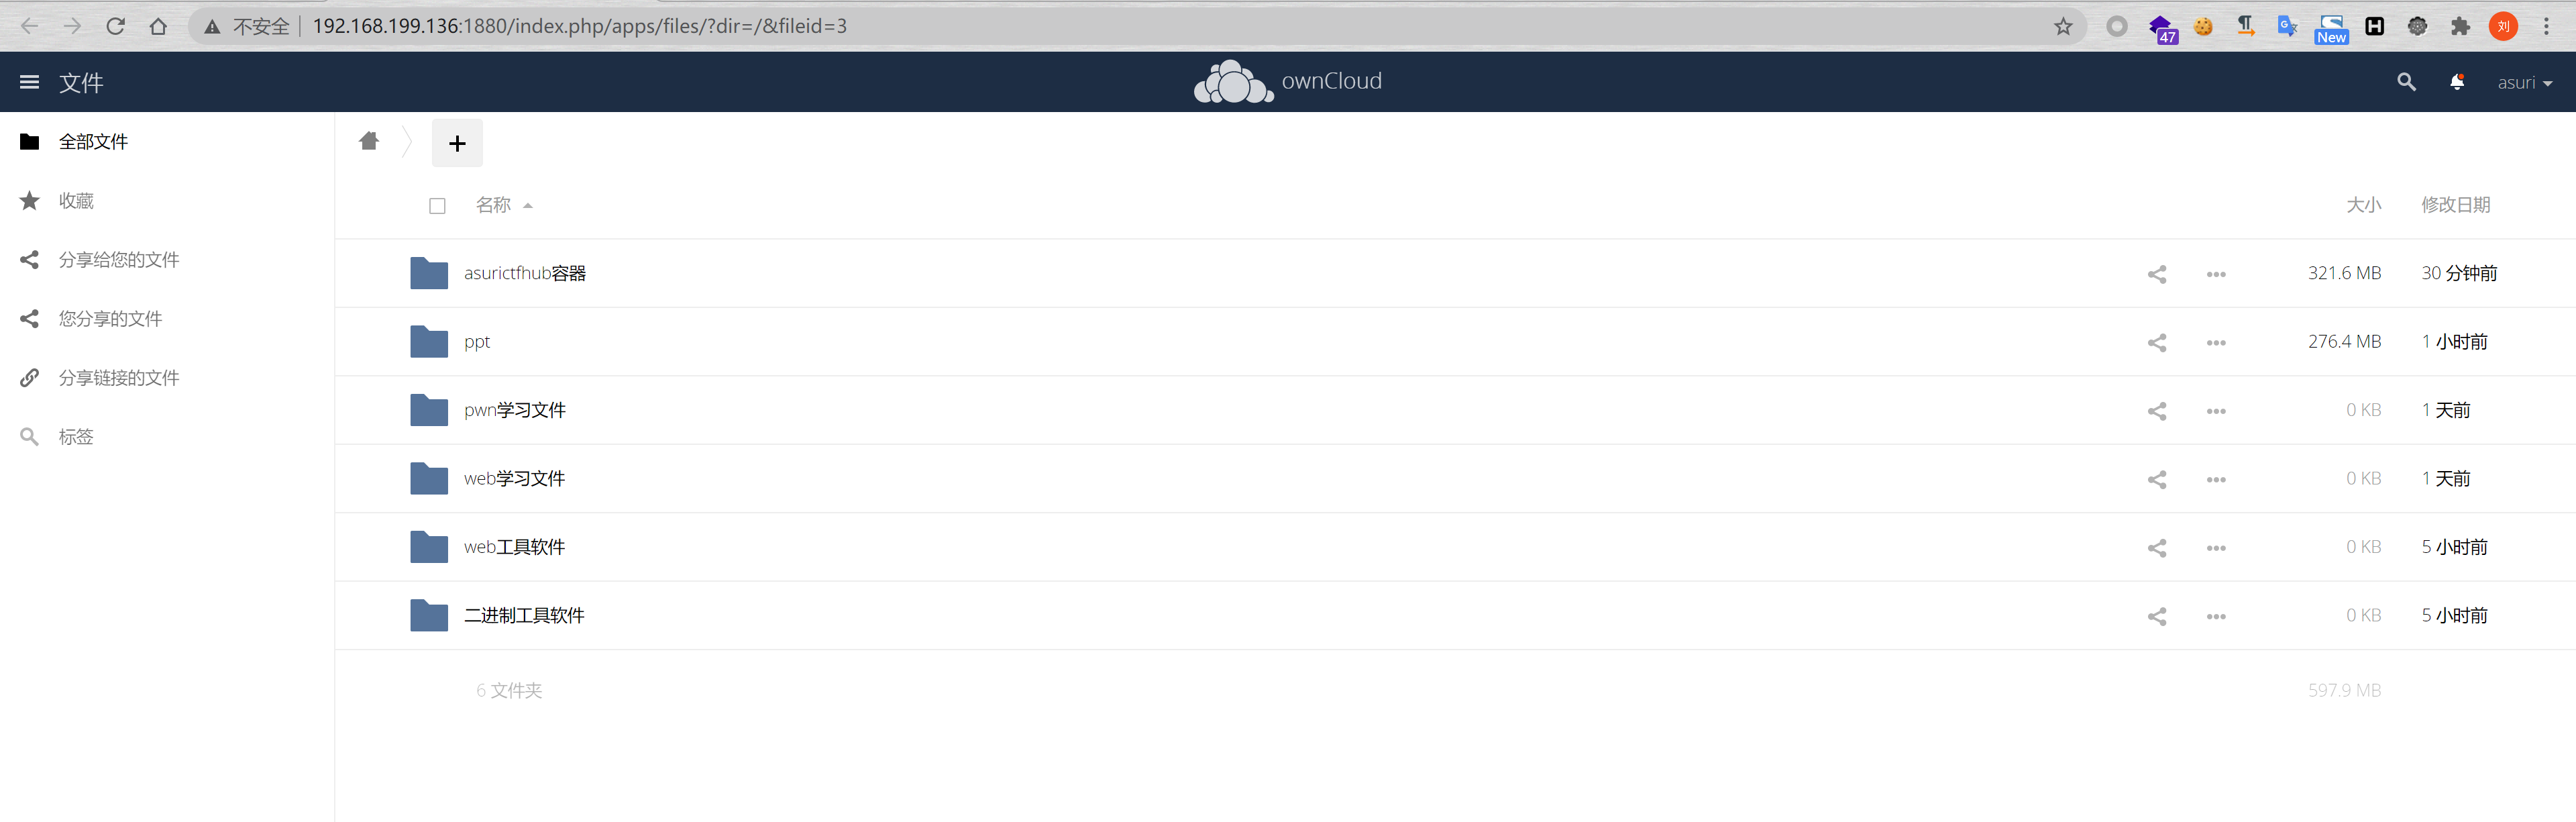 不安全 192.168.199.136:1880/index.php/apps/files/?dir=/&fileid=3
47
New
刘
文件
ownCloud
asuri
全部文件
收藏
分享给您的文件
您分享的文件
分享链接的文件
标签
名称 大小 修改日期
asurictfhub容器 321.6 MB 30 分钟前
ppt 276.4 MB 1 小时前
pwn学习文件 0 KB 1 天前
web学习文件 0 KB 1 天前
web工具软件 0 KB 5 小时前
二进制工具软件 0 KB 5 小时前
6 文件夹 597.9 MB